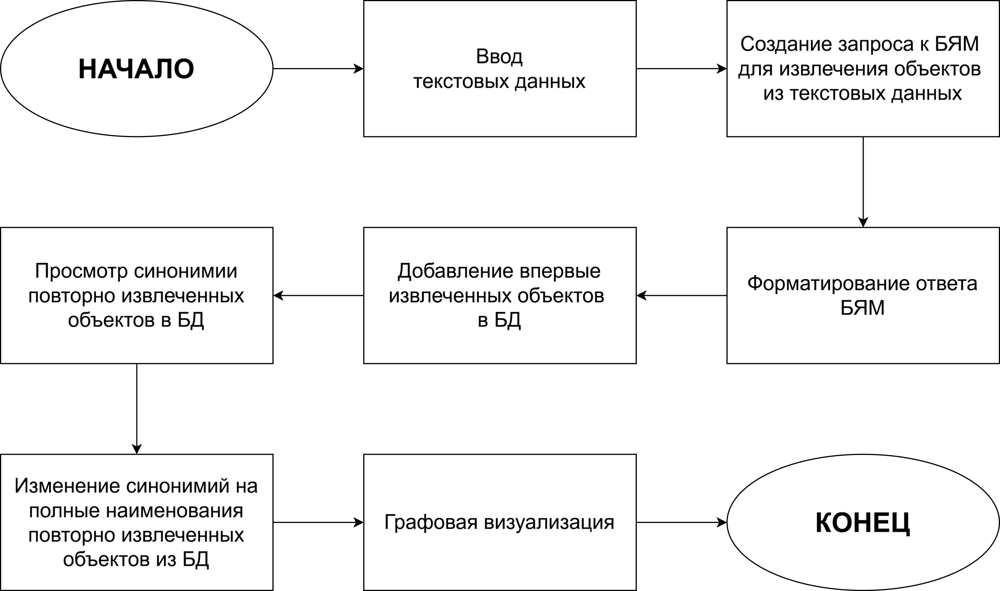 НАЧАЛО
Ввод
текстовых данных
Создание запроса к БЯМ
для извлечения объектов
из текстовых данных
Форматирование ответа
БЯМ
Добавление впервые
извлеченных объектов
в БД
Просмотр синонимии
повторно извлеченных
объектов в БД
Изменение синонимий на
полные наименования
повторно извлеченных
объектов из БД
Графовая визуализация
КОНЕЦ